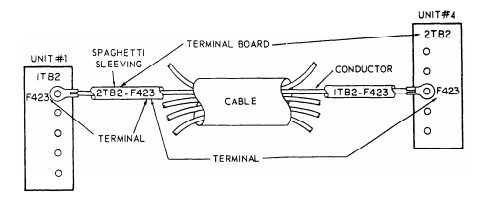 UNIT #4
2TB2
UNIT #1
SPAGHETTI
SLEEVING
TERMINAL BOARD
1TB2
CONDUCTOR
F423
2TB2-F423
CABLE
1TB2-F423
F423
TERMINAL
TERMINAL